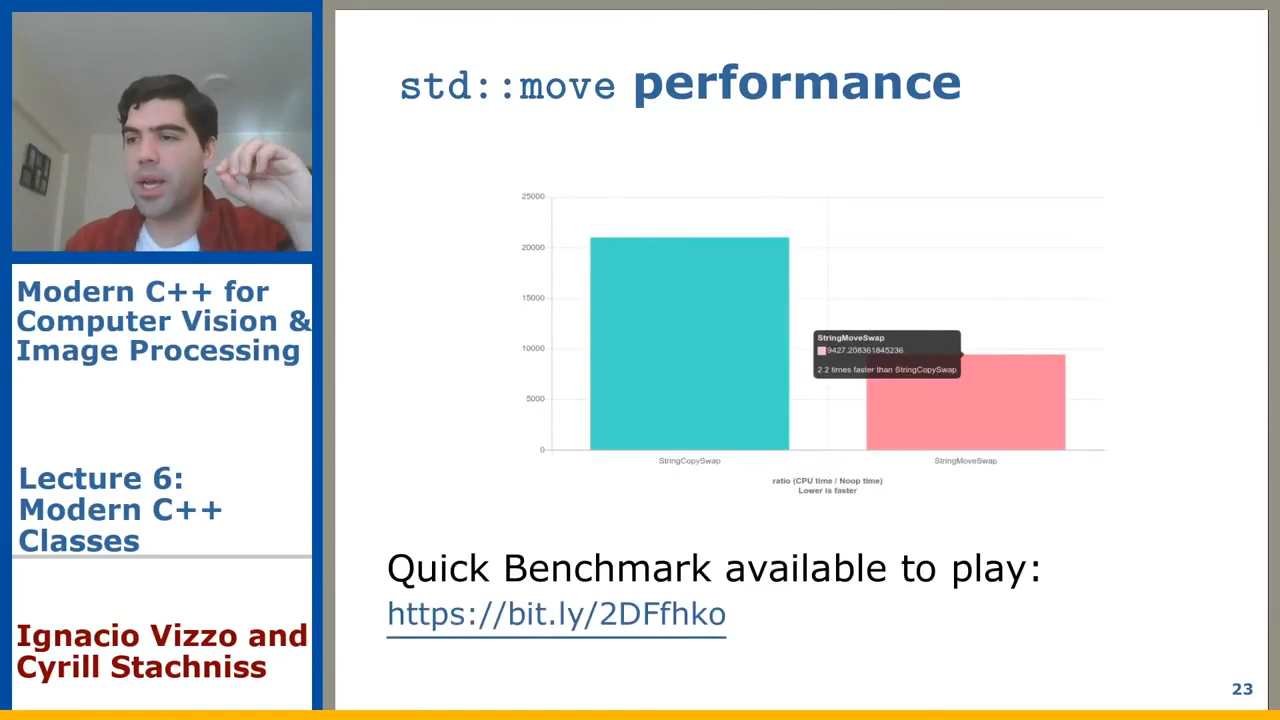 std::move performance
25000
20000
15000
10000
5000
0
StringMoveSwap
9427.208361845236
2.2 times faster than StringCopySwap
StringCopySwap
StringMoveSwap
ratio (CPU time / Noop time)
Lower is faster
Quick Benchmark available to play:
https://bit.ly/2DFfhko
23
Modern C++ for
Computer Vision &
Image Processing
Lecture 6:
Modern C++
Classes
Ignacio Vizzo and
Cyrill Stachniss